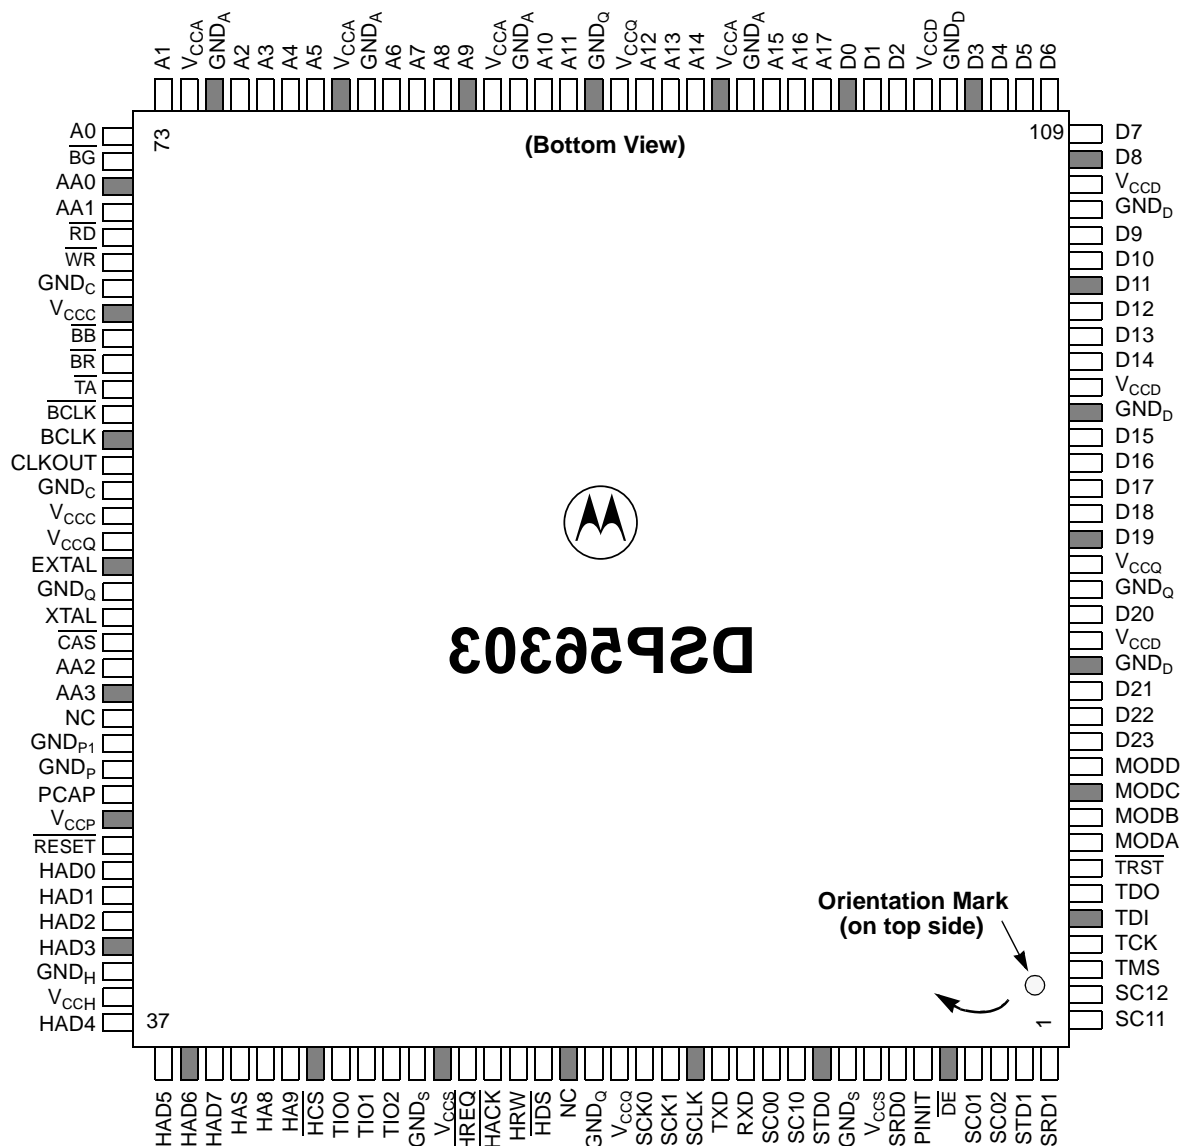 A1
VCCA
GNDA
A2
A3
A4
A5
VCCA
GNDA
A6
A7
A8
A9
VCCA
GNDA
A10
A11
GNDQ
VCCQ
A12
A13
A14
VCCA
GNDA
A15
A16
A17
D0
D1
D2
VCCD
GNDD
D3
D4
D5
D6
73
(Bottom View)
109
A0
BG
AA0
AA1
RD
WR
GNDC
VCCC
BB
BR
TA
BCLK
BCLK
CLKOUT
GNDC
VCCC
VCCQ
EXTAL
GNDQ
XTAL
CAS
AA2
AA3
NC
GNDP1
GNDP
PCAP
VCCP
RESET
HAD0
HAD1
HAD2
HAD3
GNDH
VCCH
HAD4
DSP56303
Orientation Mark
(on top side)
37
1
D7
D8
VCCD
GNDD
D9
D10
D11
D12
D13
D14
VCCD
GNDD
D15
D16
D17
D18
D19
VCCQ
GNDQ
D20
VCCD
GNDD
D21
D22
D23
MODD
MODC
MODB
MODA
TRST
TDO
TDI
TCK
TMS
SC12
SC11
HAD5
HAD6
HAD7
HAS
HA8
HA9
HCS
TIO0
TIO1
TIO2
GNDS
VCCS
HREQ
HACK
HRW
HDS
NC
GNDQ
VCCQ
SCK0
SCK1
SCLK
TXD
RXD
SC00
SC10
STD0
GNDS
VCCS
SRD0
PINIT
DE
SC01
SC02
STD1
SRD1